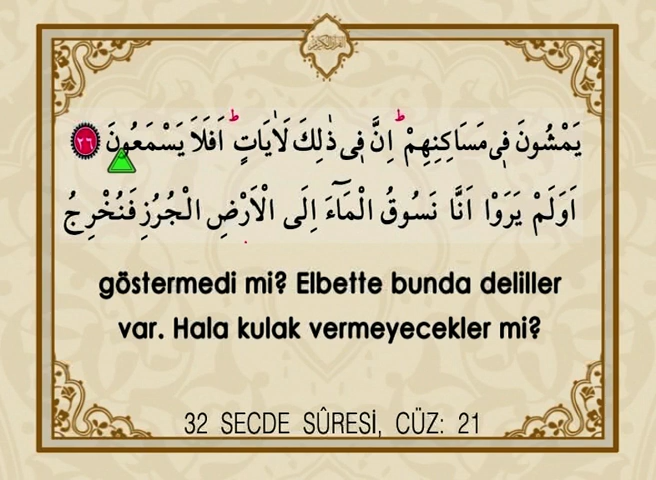 يَمْشُونَ ف۪ي مَسَاكِنِهِمْۜ اِنَّ ف۪ي ذٰلِكَ لَاٰيَاتٍۜ اَفَلَا يَسْمَعُونَ ٢٦
اَوَلَمْ يَرَوْا اَنَّا نَسُوقُ الْمَٓاءَ اِلَى الْاَرْضِ الْجُرُزِ فَنُخْرِجُ
göstermedi mi? Elbette bunda deliller
var. Hala kulak vermeyecekler mi?
32 SECDE SÛRESİ, CÜZ: 21